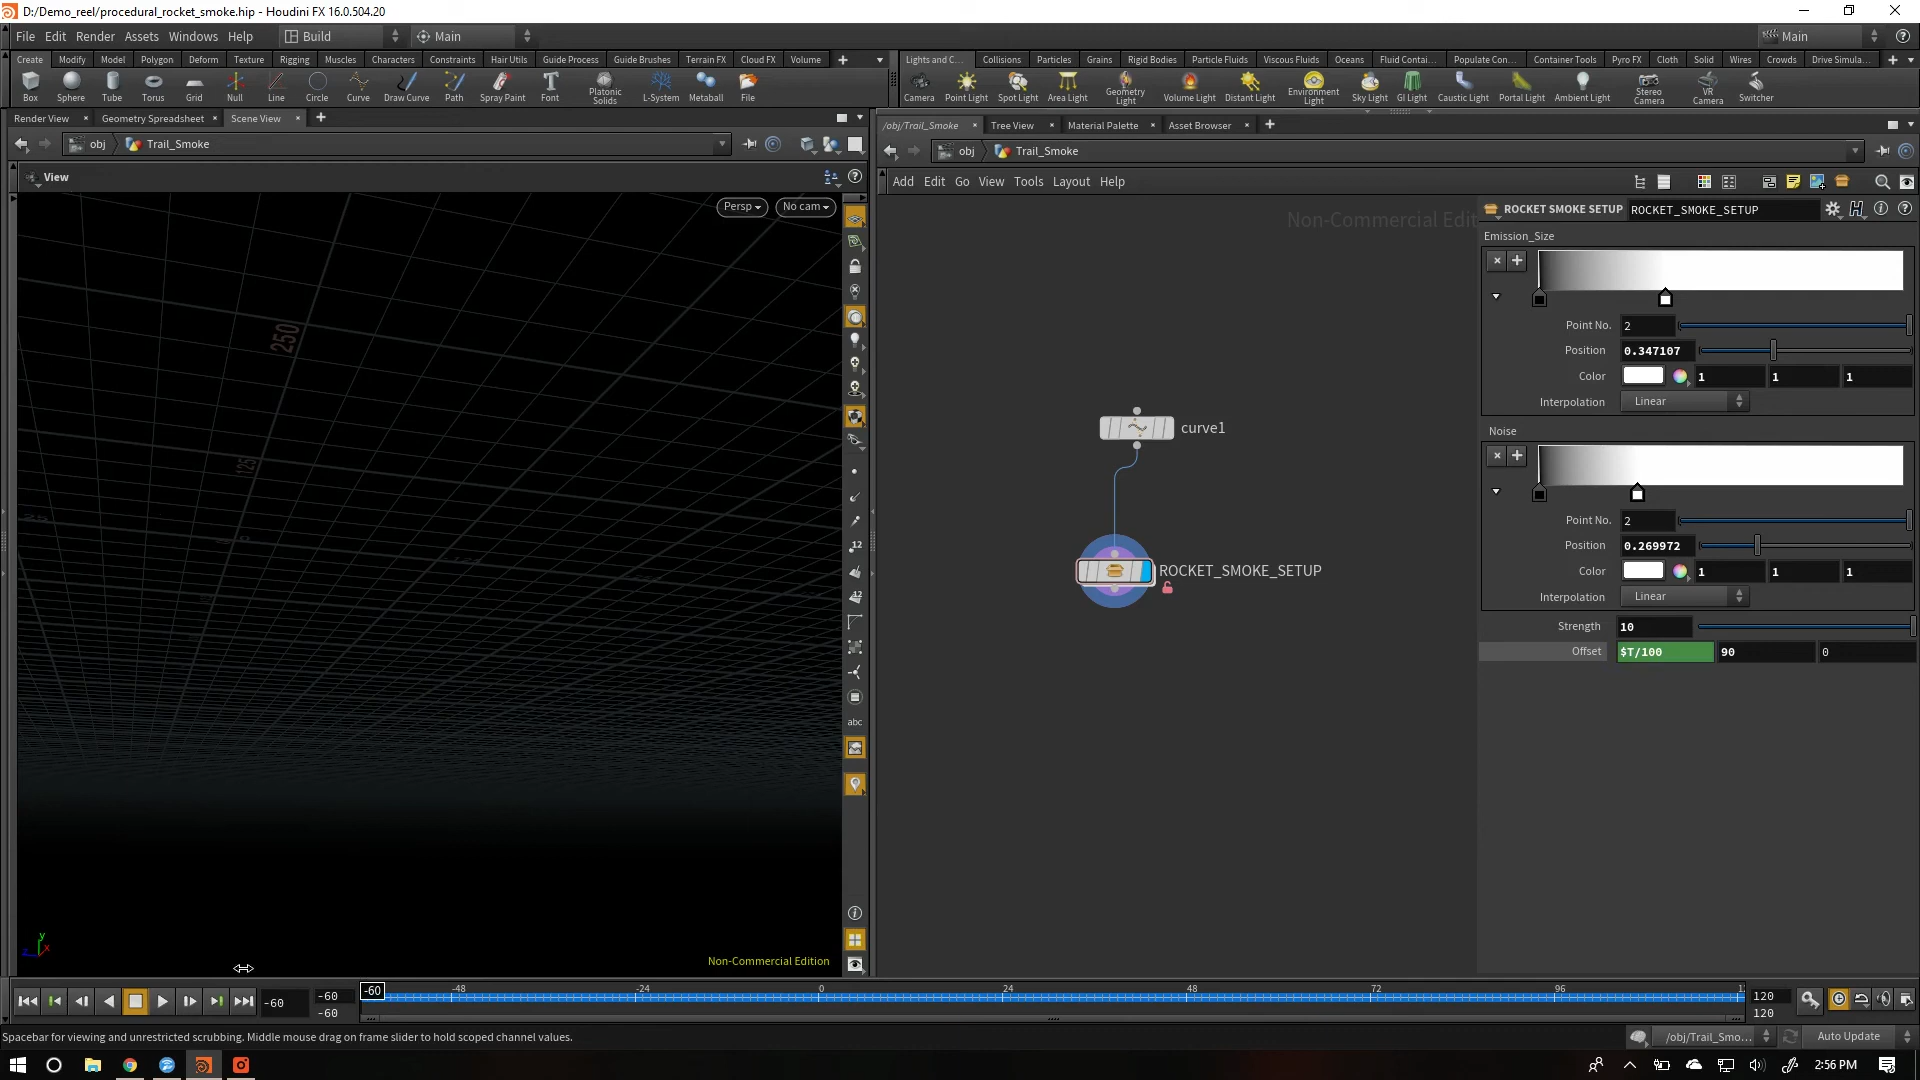 D:/Demo_reel/procedural_rocket_smoke.hip - Houdini FX 16.0.504.20
File Edit Render Assets Windows Help Build Main Main
Create Modify Model Polygon Deform Texture Rigging Muscles Characters Constraints Hair Utils Guide Process Guide Brushes Terrain FX Cloud FX Volume
Lights and C... Collisions Particles Grains Rigid Bodies Particle Fluids Viscous Fluids Oceans Fluid Contai... Populate Con... Container Tools Pyro FX Cloth Solid Wires Crowds Drive Simula...
Box Sphere Tube Torus Grid Null Line Circle Curve Draw Curve Path Spray Paint Font Platonic Solids L-System Metaball File
Camera Point Light Spot Light Area Light Geometry Light Volume Light Distant Light Environment Light Sky Light GI Light Caustic Light Portal Light Ambient Light Stereo Camera VR Camera Switcher
Render View Geometry Spreadsheet Scene View
/obj/Trail_Smoke Tree View Material Palette Asset Browser
obj Trail_Smoke
obj Trail_Smoke
View
Add Edit Go View Tools Layout Help
Persp No cam
Non-Commercial Edit
ROCKET SMOKE SETUP ROCKET_SMOKE_SETUP
Emission_Size
Point No. 2
Position 0.347107
Color 1 1 1
Interpolation Linear
Noise
Point No. 2
Position 0.269972
Color 1 1 1
Interpolation Linear
Strength 10
Offset $T/100 90 0
250
125
curve1
ROCKET_SMOKE_SETUP
12
12
abc
y
x
z
Non-Commercial Edition
-60 -60 -60 -60 -48 -24 0 24 48 72 96 12 120 120
Spacebar for viewing and unrestricted scrubbing. Middle mouse drag on frame slider to hold scoped channel values.
/obj/Trail_Smo... Auto Update
2:56 PM